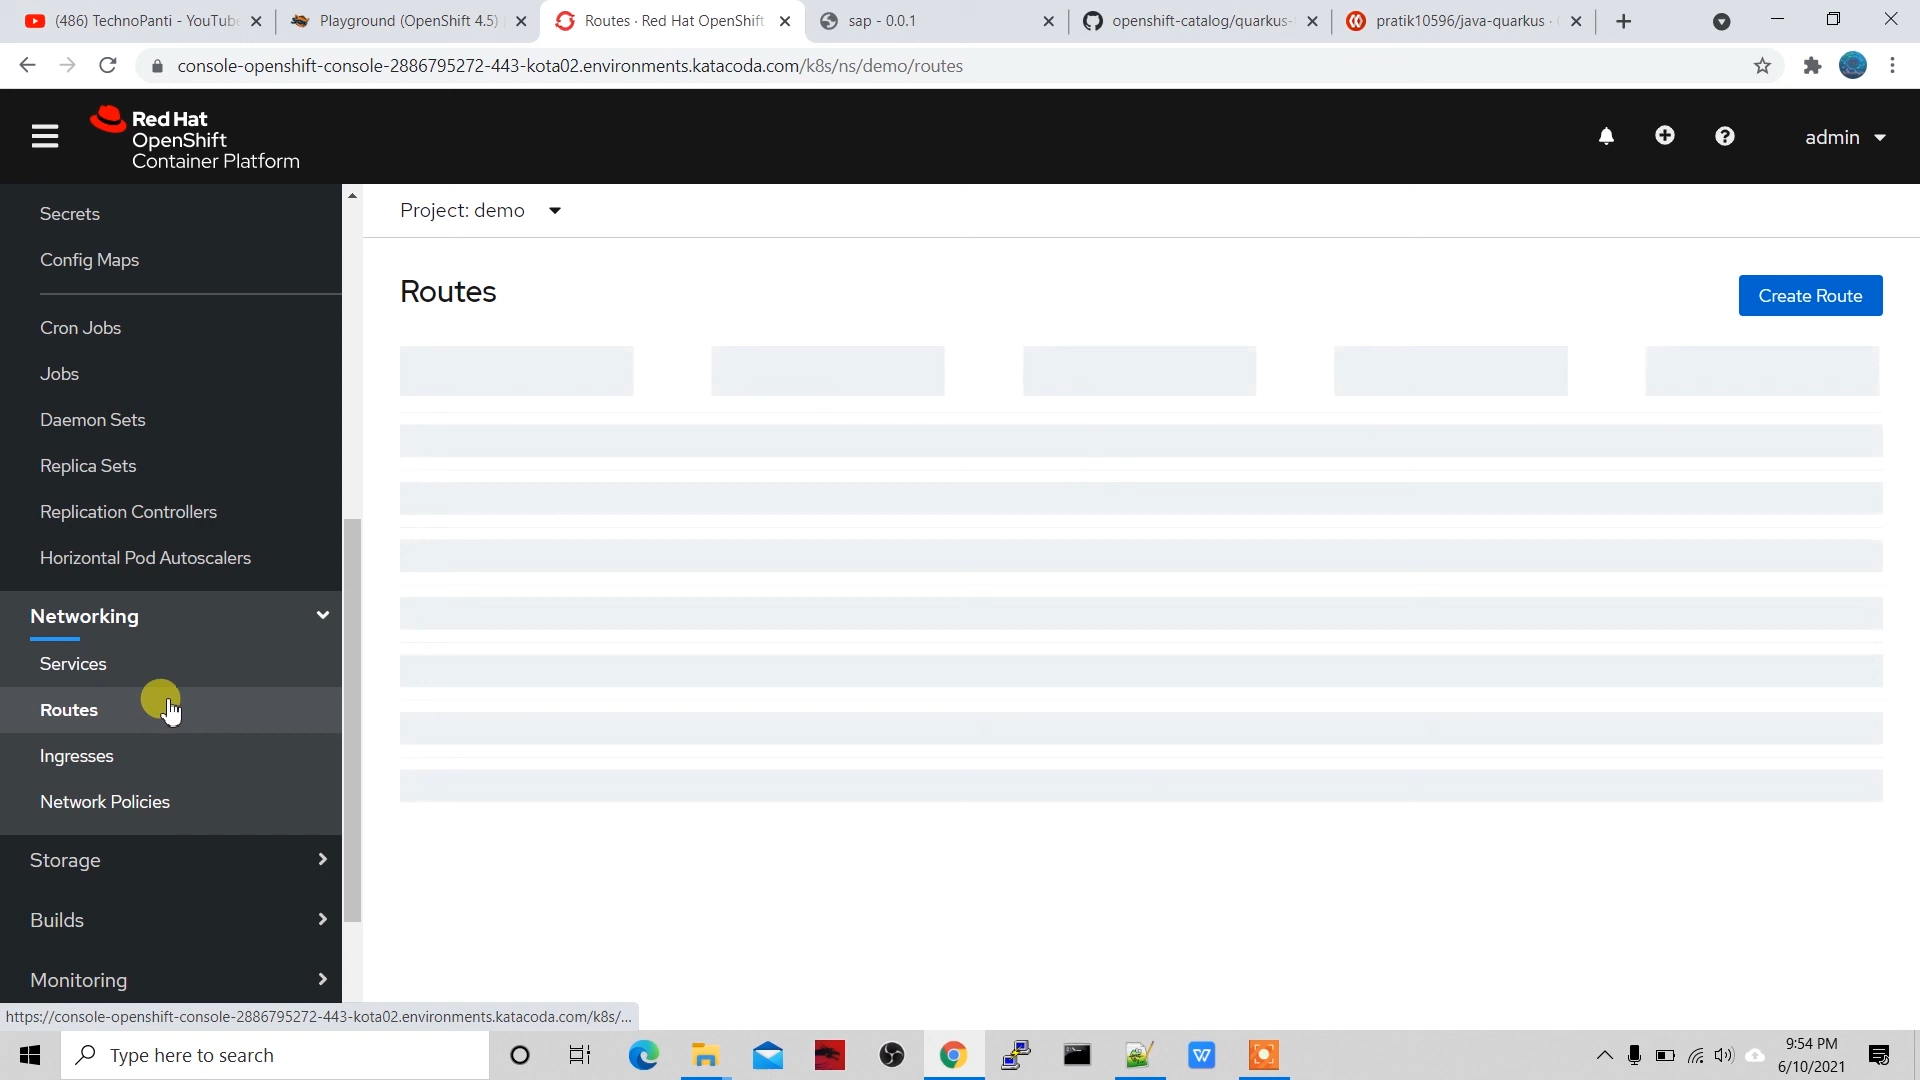 (486) TechnoPanti - YouTub
Playground (OpenShift 4.5)
Routes · Red Hat OpenShift
sap - 0.0.1
openshift-catalog/quarkus-
pratik10596/java-quarkus ·
console-openshift-console-2886795272-443-kota02.environments.katacoda.com/k8s/ns/demo/routes
Red Hat
OpenShift
Container Platform
admin
Secrets
Config Maps
Cron Jobs
Jobs
Daemon Sets
Replica Sets
Replication Controllers
Horizontal Pod Autoscalers
Networking
Services
Routes
Ingresses
Network Policies
Storage
Builds
Monitoring
Project: demo
Routes
Create Route
https://console-openshift-console-2886795272-443-kota02.environments.katacoda.com/k8s/...
Type here to search
9:54 PM
6/10/2021